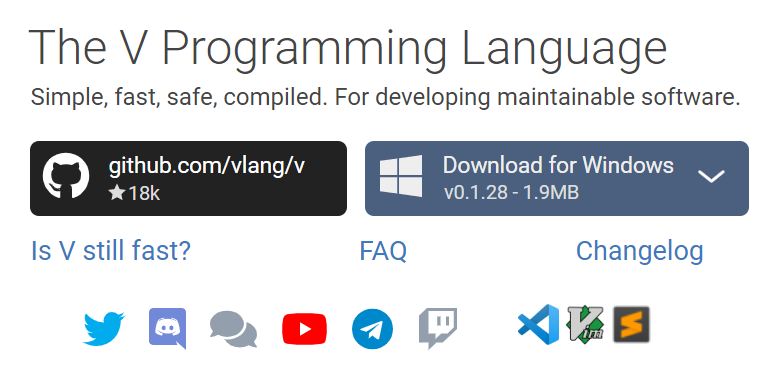 The V Programming Language
Simple, fast, safe, compiled. For developing maintainable software.
github.com/vlang/v
18k
Download for Windows
v0.1.28 - 1.9MB
Is V still fast?
FAQ
Changelog
Vim